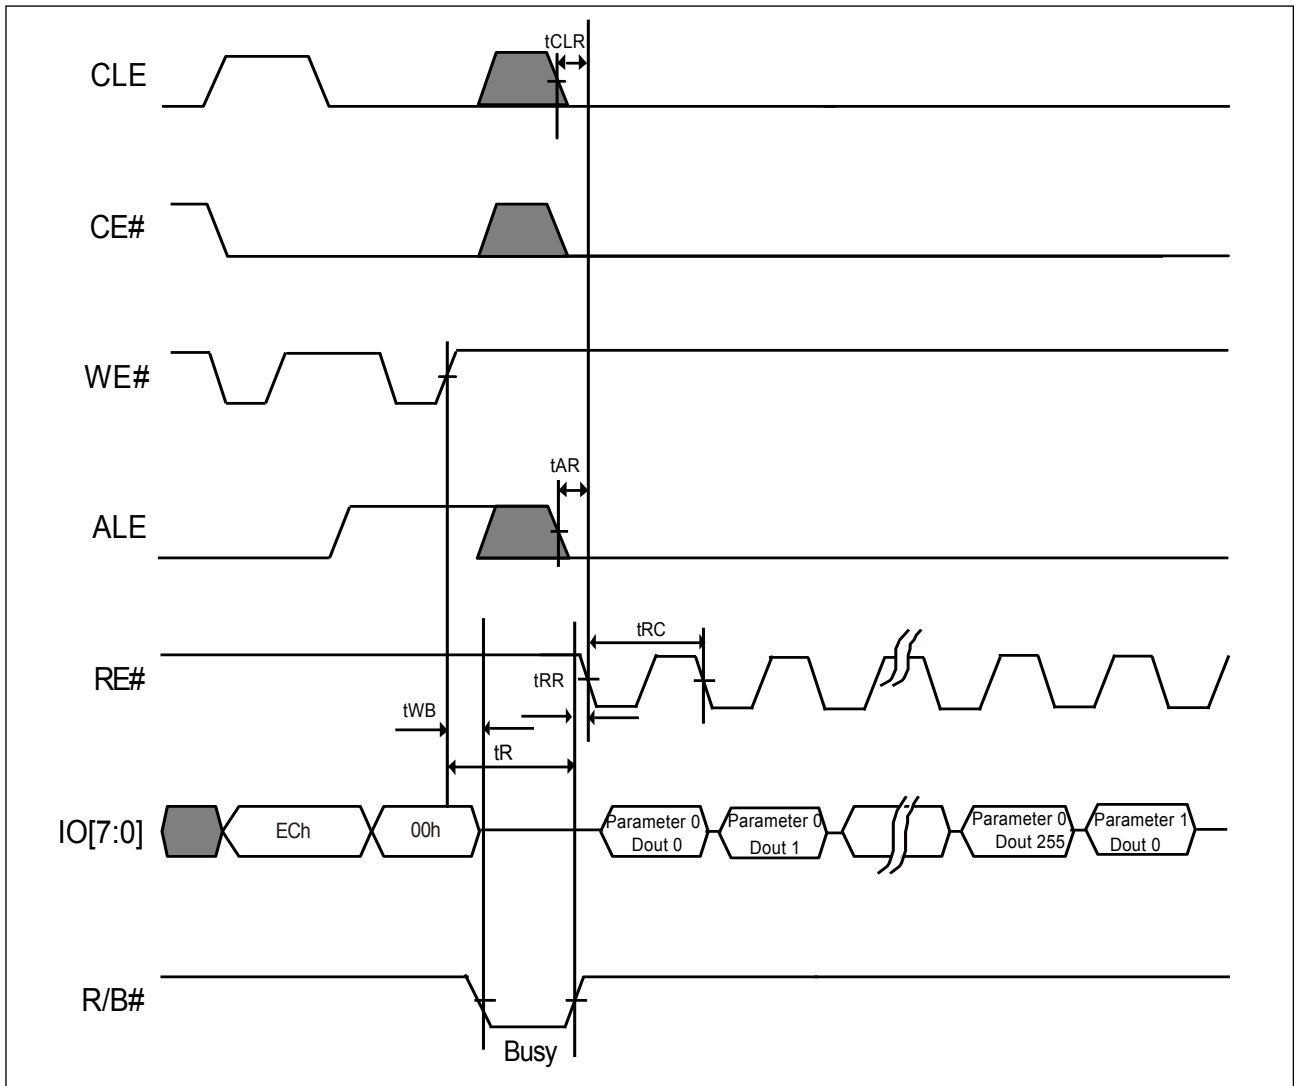 tCLR
CLE
CE#
WE#
tAR
ALE
tRC
RE#
tRR
tWB
tR
IO[7:0]
ECh
00h
Parameter 0
Dout 0
Parameter 0
Dout 1
Parameter 0
Dout 255
Parameter 1
Dout 0
R/B#
Busy